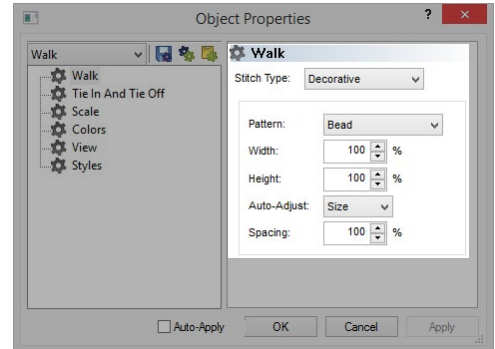 Object Properties ?
Walk
Walk
Tie In And Tie Off
Scale
Colors
View
Styles
Walk
Stitch Type: Decorative
Pattern: Bead
Width: 100 %
Height: 100 %
Auto-Adjust: Size
Spacing: 100 %
Auto-Apply OK Cancel Apply